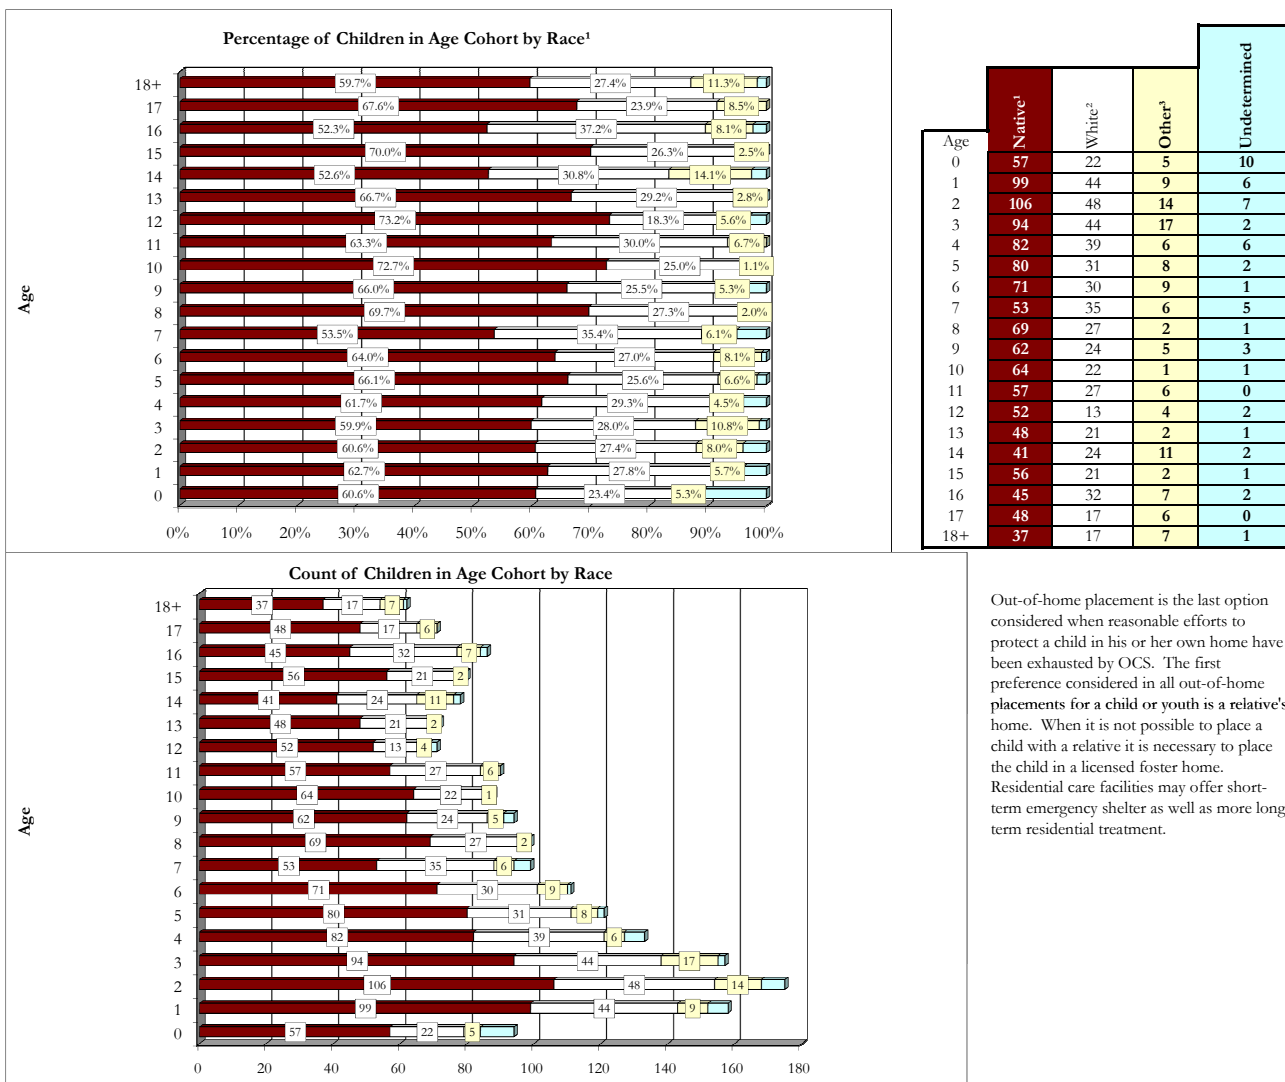 Percentage of Children in Age Cohort by Race¹
Age
18+ 59.7% 27.4% 11.3%
17 67.6% 23.9% 8.5%
16 52.3% 37.2% 8.1%
15 70.0% 26.3% 2.5%
14 52.6% 30.8% 14.1%
13 66.7% 29.2% 2.8%
12 73.2% 18.3% 5.6%
11 63.3% 30.0% 6.7%
10 72.7% 25.0% 1.1%
9 66.0% 25.5% 5.3%
8 69.7% 27.3% 2.0%
7 53.5% 35.4% 6.1%
6 64.0% 27.0% 8.1%
5 66.1% 25.6% 6.6%
4 61.7% 29.3% 4.5%
3 59.9% 28.0% 10.8%
2 60.6% 27.4% 8.0%
1 62.7% 27.8% 5.7%
0 60.6% 23.4% 5.3%
0% 10% 20% 30% 40% 50% 60% 70% 80% 90% 100%
Age Native¹ White² Other³ Undetermined
0 57 22 5 10
1 99 44 9 6
2 106 48 14 7
3 94 44 17 2
4 82 39 6 6
5 80 31 8 2
6 71 30 9 1
7 53 35 6 5
8 69 27 2 1
9 62 24 5 3
10 64 22 1 1
11 57 27 6 0
12 52 13 4 2
13 48 21 2 1
14 41 24 11 2
15 56 21 2 1
16 45 32 7 2
17 48 17 6 0
18+ 37 17 7 1
Count of Children in Age Cohort by Race
Age
18+ 37 17 7
17 48 17 6
16 45 32 7
15 56 21 2
14 41 24 11
13 48 21 2
12 52 13 4
11 57 27 6
10 64 22 1
9 62 24 5
8 69 27 2
7 53 35 6
6 71 30 9
5 80 31 8
4 82 39 6
3 94 44 17
2 106 48 14
1 99 44 9
0 57 22 5
0 20 40 60 80 100 120 140 160 180
Out-of-home placement is the last option
considered when reasonable efforts to
protect a child in his or her own home have
been exhausted by OCS. The first
preference considered in all out-of-home
placements for a child or youth is a relative's
home. When it is not possible to place a
child with a relative it is necessary to place
the child in a licensed foster home.
Residential care facilities may offer short-
term emergency shelter as well as more long
term residential treatment.